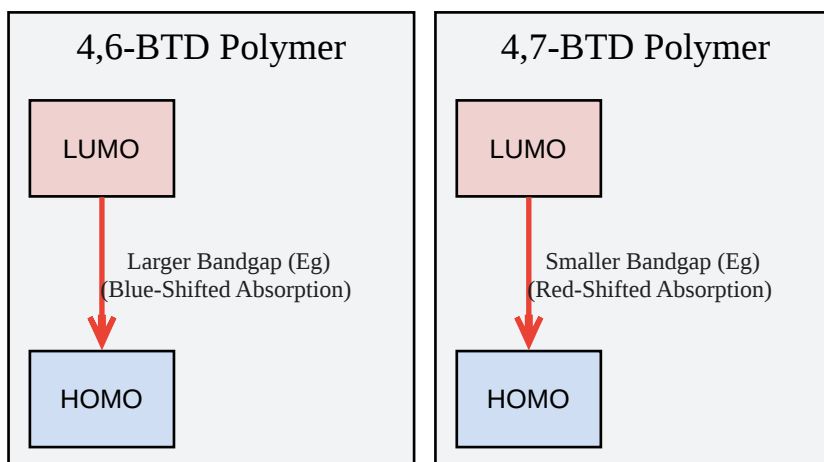 4,6-BTD Polymer
LUMO
Larger Bandgap (Eg)
(Blue-Shifted Absorption)
HOMO
4,7-BTD Polymer
LUMO
Smaller Bandgap (Eg)
(Red-Shifted Absorption)
HOMO